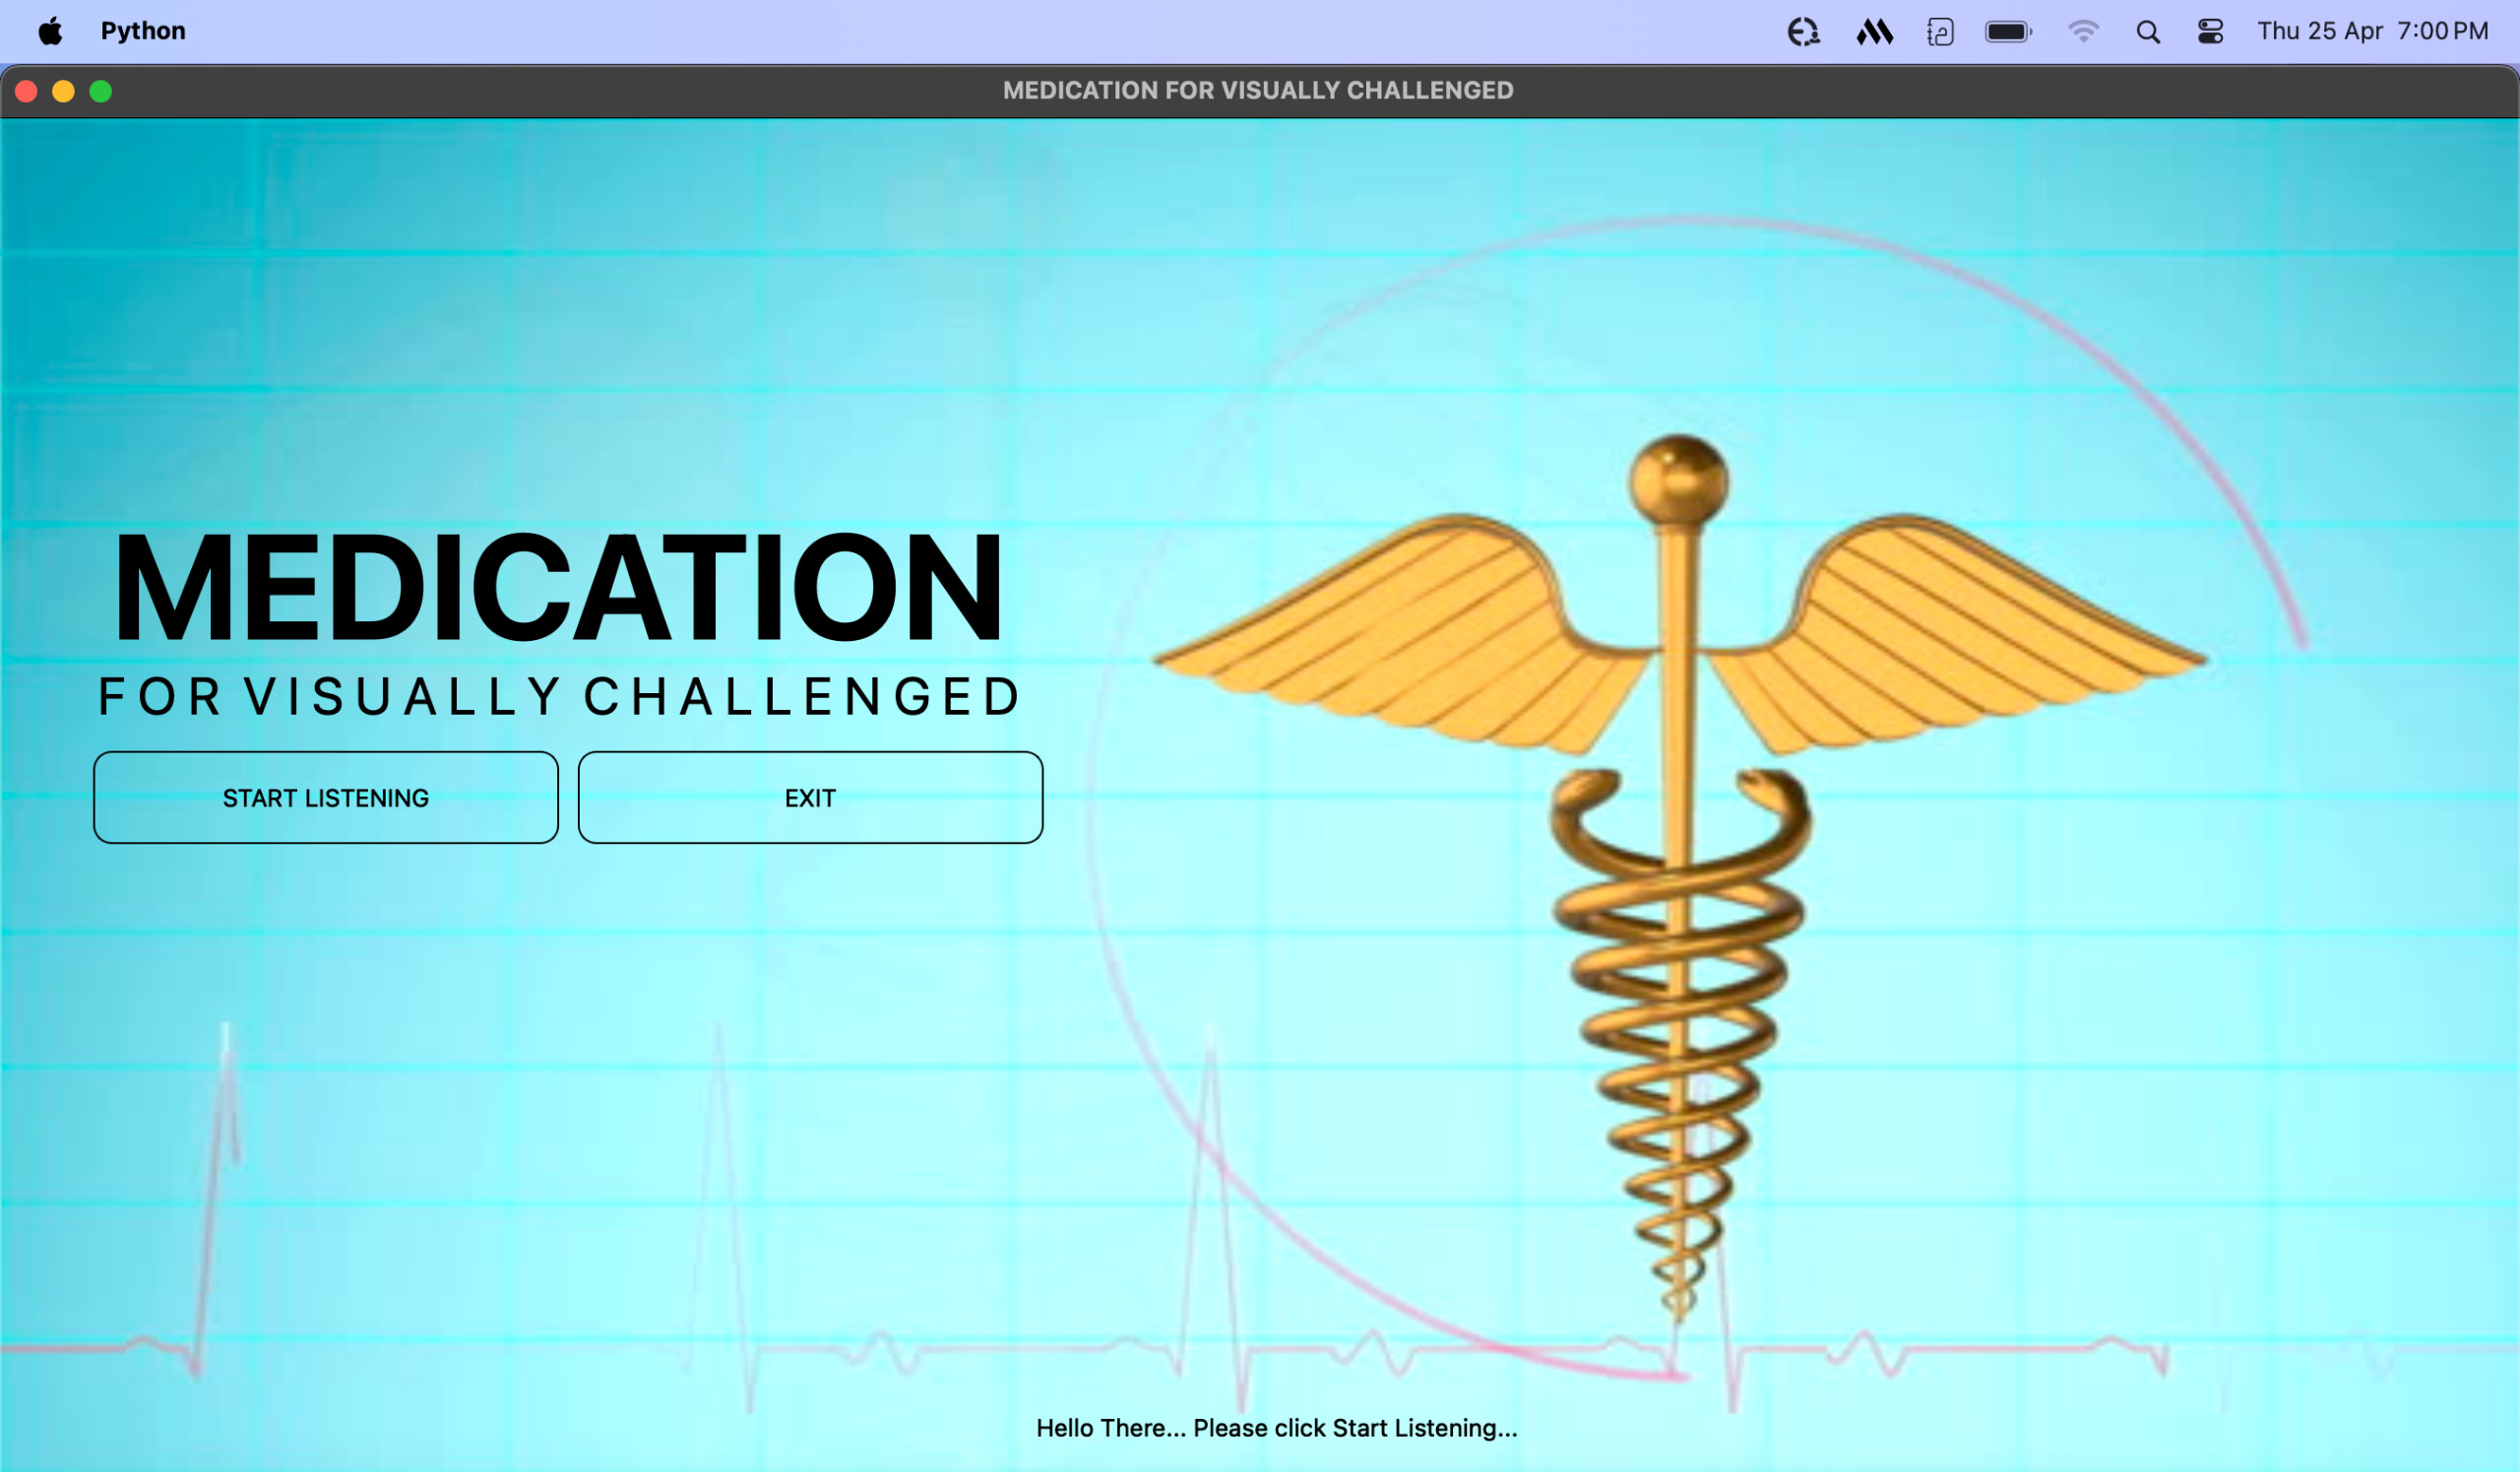 Python
Thu 25 Apr 7:00 PM
MEDICATION FOR VISUALLY CHALLENGED
MEDICATION
FOR VISUALLY CHALLENGED
START LISTENING
EXIT
Hello There... Please click Start Listening...